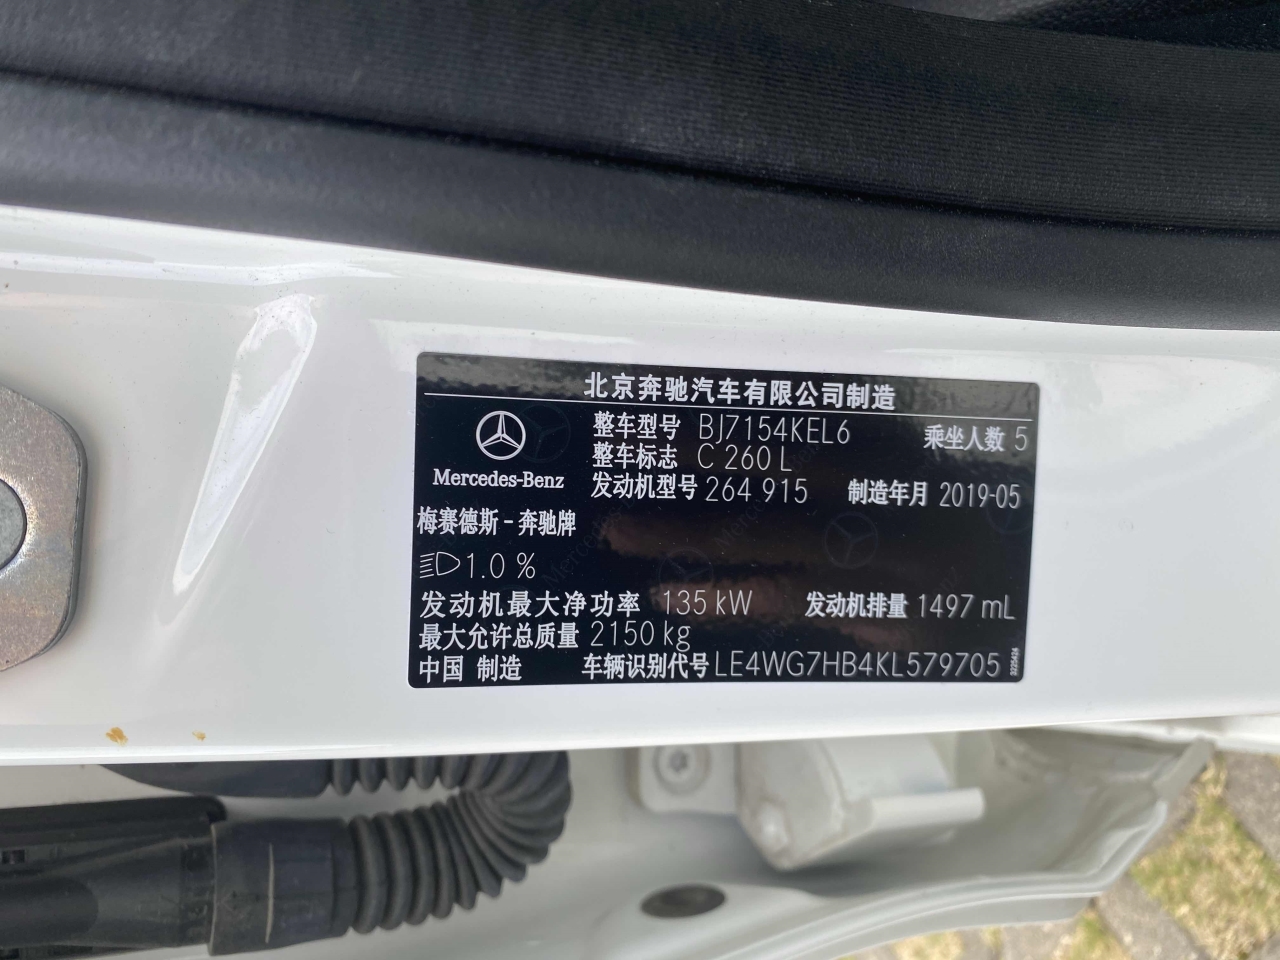 北京奔驰汽车有限公司制造
整车型号 BJ7154KEL6 乘坐人数 5
整车标志 C 260 L
Mercedes-Benz
发动机型号 264 915 制造年月 2019-05
梅赛德斯-奔驰牌
1.0 %
发动机最大净功率 135 kW 发动机排量 1497 mL
最大允许总质量 2150 kg
中国 制造 车辆识别代号 LE4WG7HB4KL579705